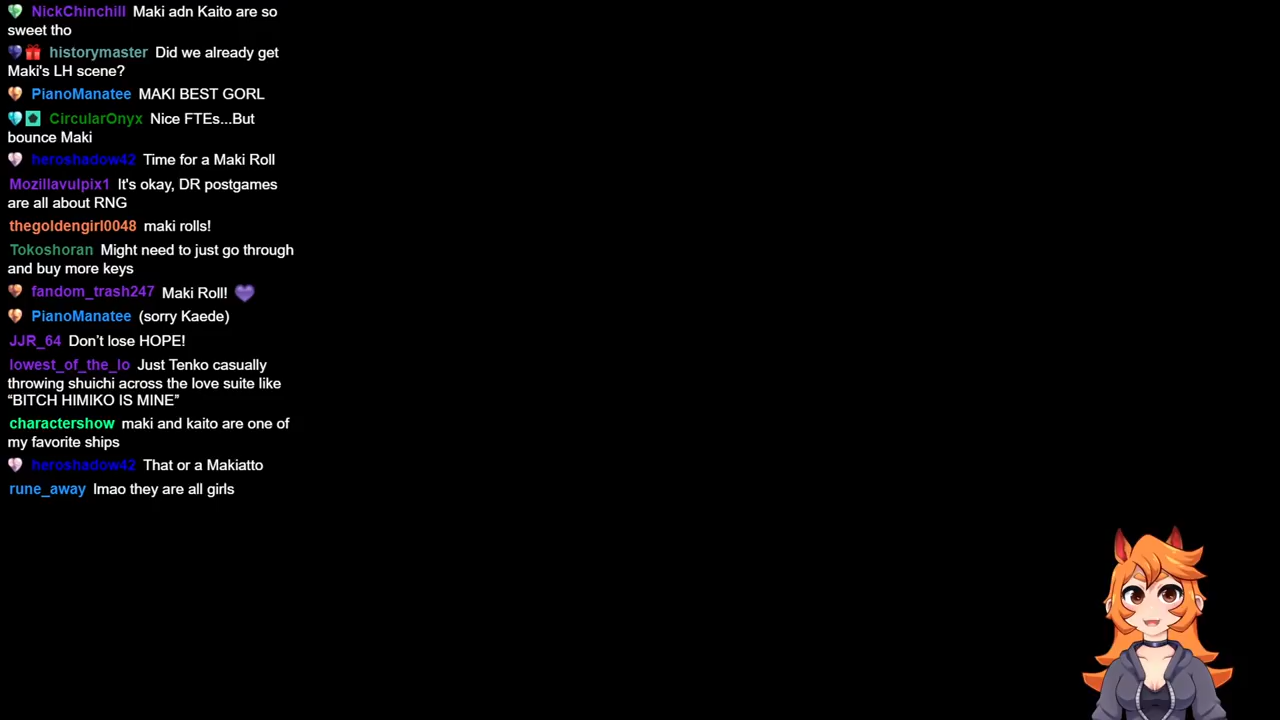 NickChinchill Maki adn Kaito are so
sweet tho
historymaster Did we already get
Maki's LH scene?
PianoManatee MAKI BEST GORL
CircularOnyx Nice FTEs...But
bounce Maki
heroshadow42 Time for a Maki Roll
Mozillavulpix1 It's okay, DR postgames
are all about RNG
thegoldengirl0048 maki rolls!
Tokoshoran Might need to just go through
and buy more keys
fandom_trash247 Maki Roll!
PianoManatee (sorry Kaede)
JJR_64 Don't lose HOPE!
lowest_of_the_lo Just Tenko casually
throwing shuichi across the love suite like
“BITCH HIMIKO IS MINE”
charactershow maki and kaito are one of
my favorite ships
heroshadow42 That or a Makiatto
rune_away lmao they are all girls